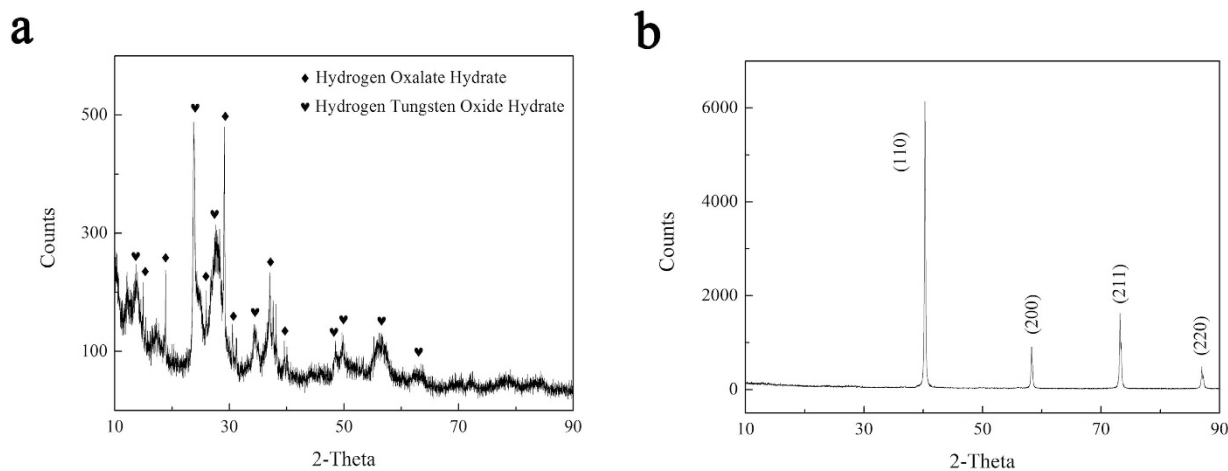 a
♦ Hydrogen Oxalate Hydrate
♥ Hydrogen Tungsten Oxide Hydrate
500
300
100
Counts
10
30
50
70
90
2-Theta
b
6000
4000
2000
0
Counts
(110)
(200)
(211)
(220)
10
30
50
70
90
2-Theta